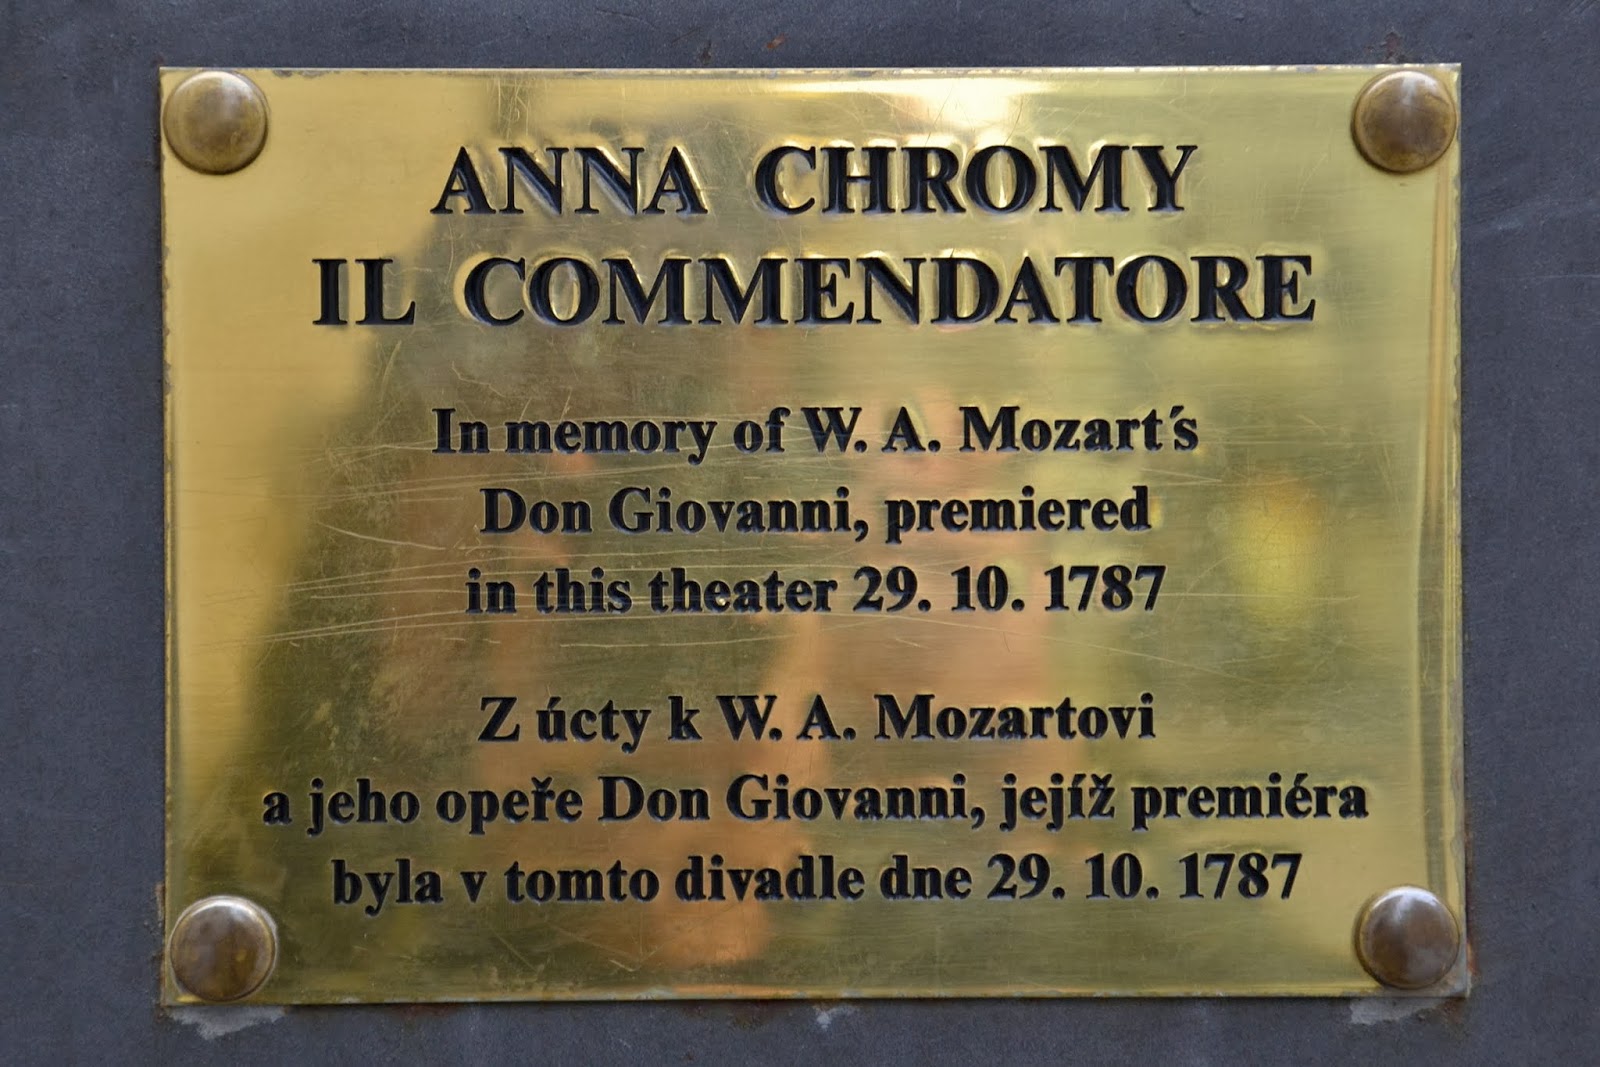 ANNA CHROMY
IL COMMENDATORE
In memory of W. A. Mozart´s
Don Giovanni, premiered
in this theater 29. 10. 1787
Z úcty k W. A. Mozartovi
a jeho opeře Don Giovanni, jejíž premiéra
byla v tomto divadle dne 29. 10. 1787